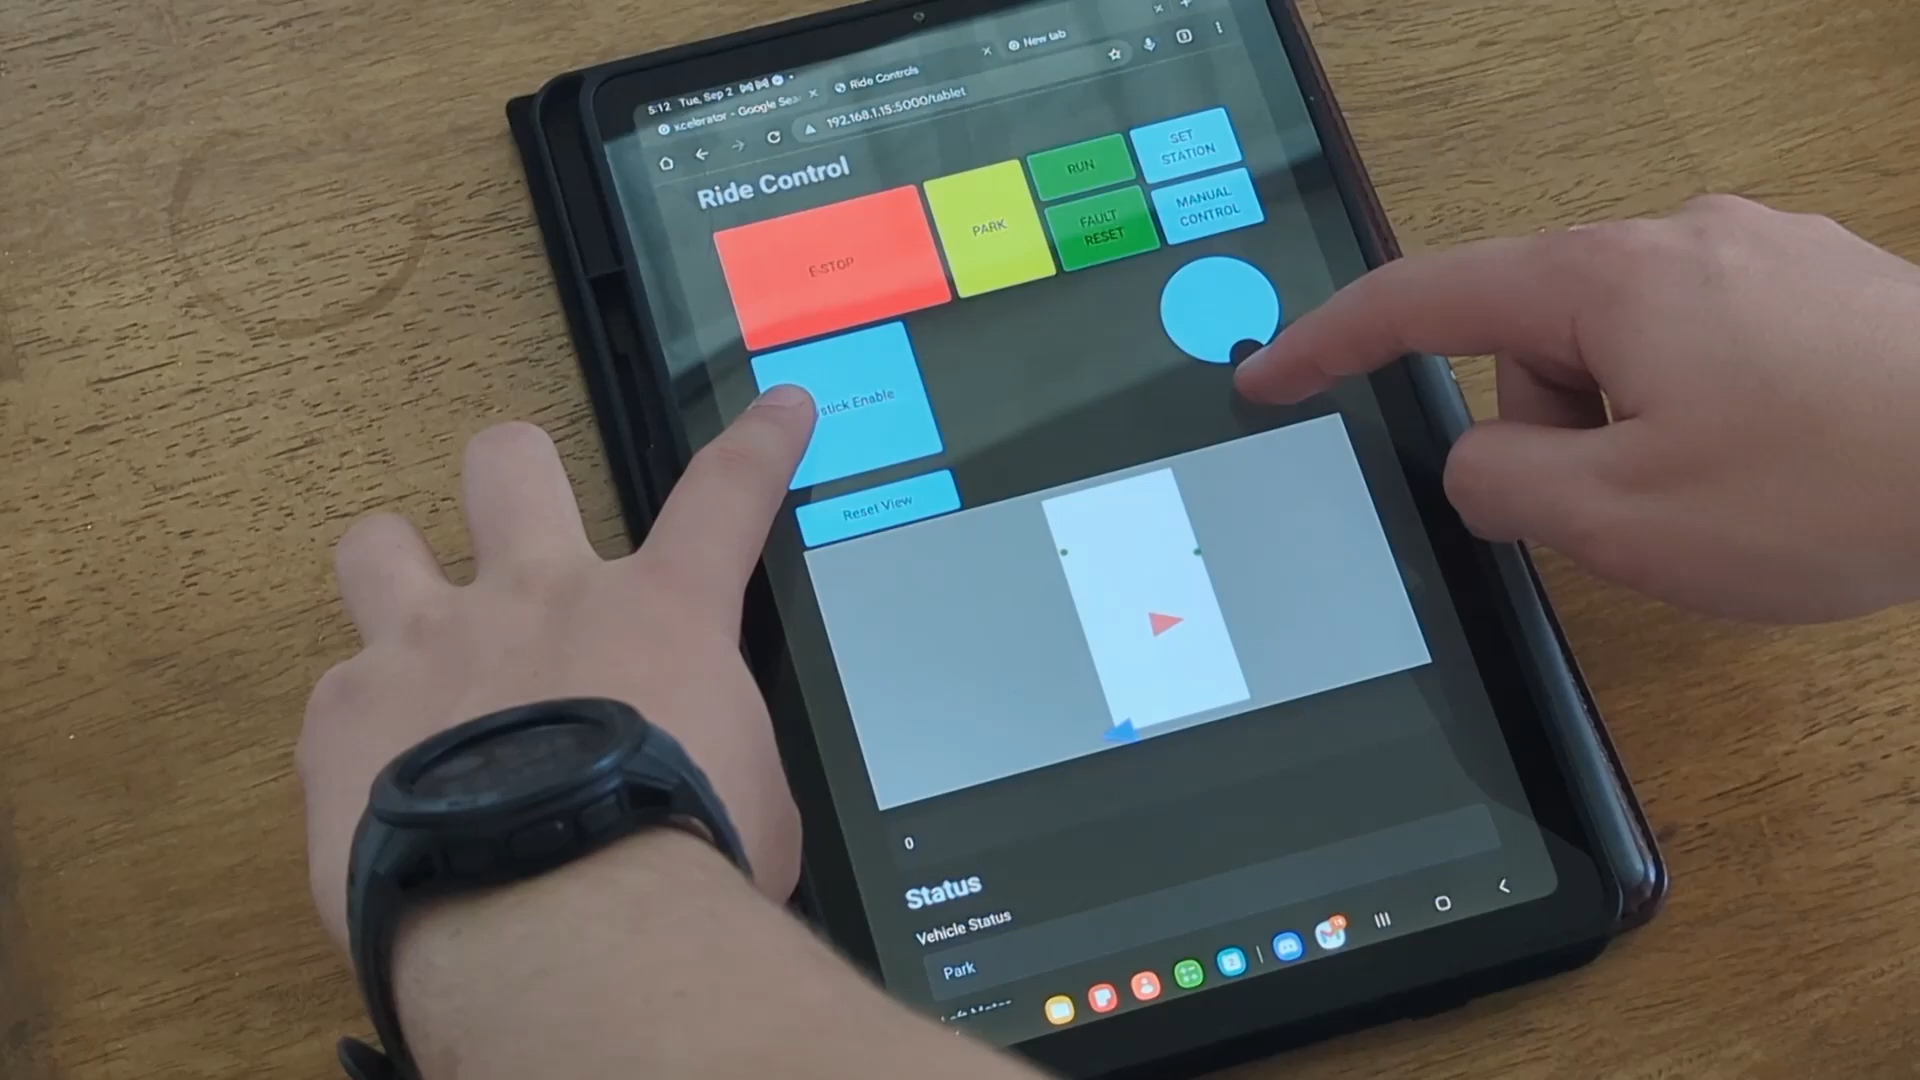 5:12 Tue, Sep 2
xcelerator - Google Sea
Ride Controls
New tab
192.168.1.15:5000/tablet
Ride Control
E-STOP
PARK
RUN
FAULT
RESET
SET
STATION
MANUAL
CONTROL
stick Enable
Reset View
0
Status
Vehicle Status
Park